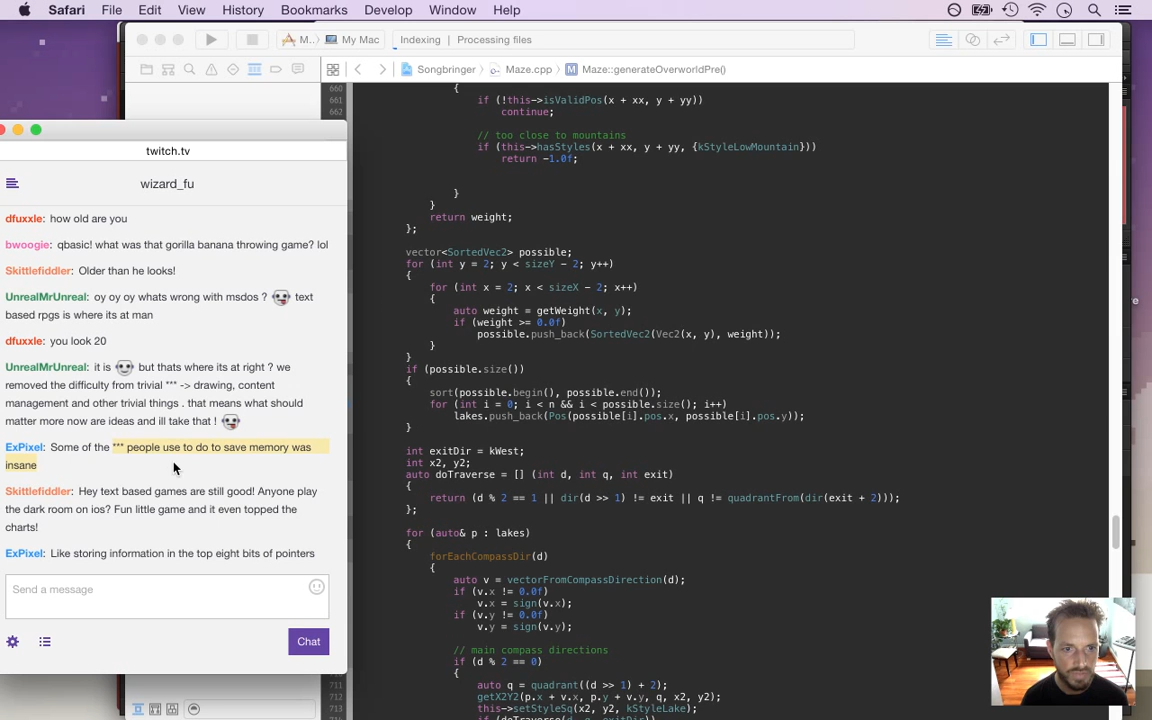 Safari File Edit View History Bookmarks Develop Window Help
M... My Mac Indexing | Processing files
Songbringer Maze.cpp M Maze::generateOverworldPre()
twitch.tv
wizard_fu
dfuxxle: how old are you
bwoogie: qbasic! what was that gorilla banana throwing game? lol
Skittlefiddler: Older than he looks!
UnrealMrUnreal: oy oy oy whats wrong with msdos ? text
based rpgs is where its at man
dfuxxle: you look 20
UnrealMrUnreal: it is but thats where its at right ? we
removed the difficulty from trivial *** -> drawing, content
management and other trivial things . that means what should
matter more now are ideas and ill take that !
ExPixel: Some of the *** people use to do to save memory was
insane
Skittlefiddler: Hey text based games are still good! Anyone play
the dark room on ios? Fun little game and it even topped the
charts!
ExPixel: Like storing information in the top eight bits of pointers
Send a message
Chat
660 {
661 if (!this->isValidPos(x + xx, y + yy))
662 continue;
// too close to mountains
if (this->hasStyles(x + xx, y + yy, {kStyleLowMountain}))
return -1.0f;
}
}
return weight;
};
vector<SortedVec2> possible;
for (int y = 2; y < sizeY - 2; y++)
{
for (int x = 2; x < sizeX - 2; x++)
{
auto weight = getWeight(x, y);
if (weight >= 0.0f)
possible.push_back(SortedVec2(Vec2(x, y), weight));
}
}
if (possible.size())
{
sort(possible.begin(), possible.end());
for (int i = 0; i < n && i < possible.size(); i++)
lakes.push_back(Pos(possible[i].pos.x, possible[i].pos.y));
}
int exitDir = kWest;
int x2, y2;
auto doTraverse = [] (int d, int q, int exit)
{
return (d % 2 == 1 || dir(d >> 1) != exit || q != quadrantFrom(dir(exit + 2)));
};
for (auto& p : lakes)
{
forEachCompassDir(d)
{
auto v = vectorFromCompassDirection(d);
if (v.x != 0.0f)
v.x = sign(v.x);
if (v.y != 0.0f)
v.y = sign(v.y);
// main compass directions
if (d % 2 == 0)
711 {
712 auto q = quadrant((d >> 1) + 2);
getX2Y2(p.x + v.x, p.y + v.y, q, x2, y2);
713 this->setStyleSq(x2, y2, kStyleLake);